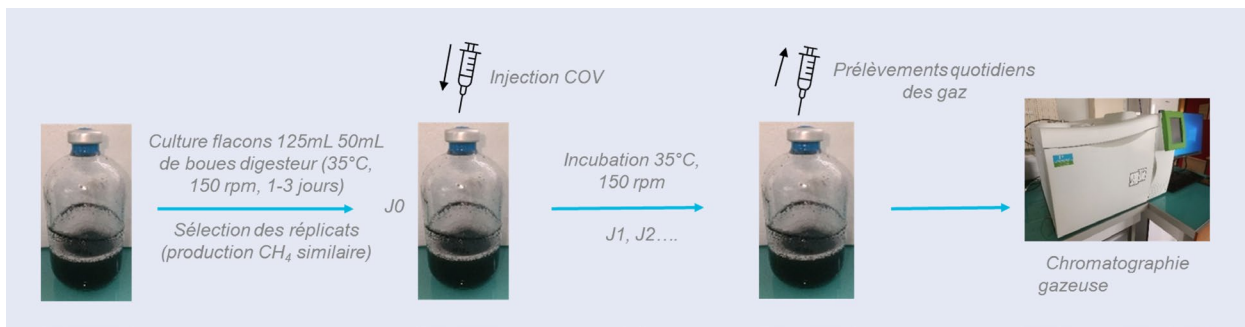 Culture flacons 125mL 50mL
de boues digesteur (35°C,
150 rpm, 1-3 jours)
Sélection des réplicats
(production CH₄ similaire)
J0
Injection COV
Incubation 35°C,
150 rpm
J1, J2….
Prélèvements quotidiens
des gaz
Chromatographie
gazeuse